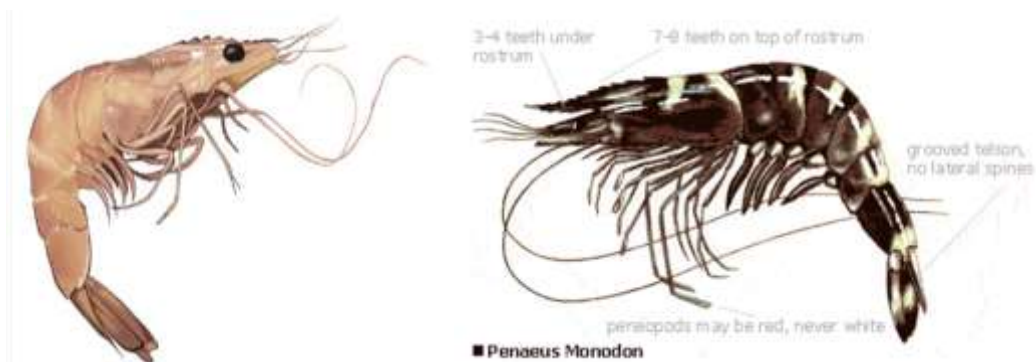 3-4 teeth under
rostrum
7-8 teeth on top of rostrum
grooved telson,
no lateral spines
pereopods may be red, never white
■ Penaeus Monodon